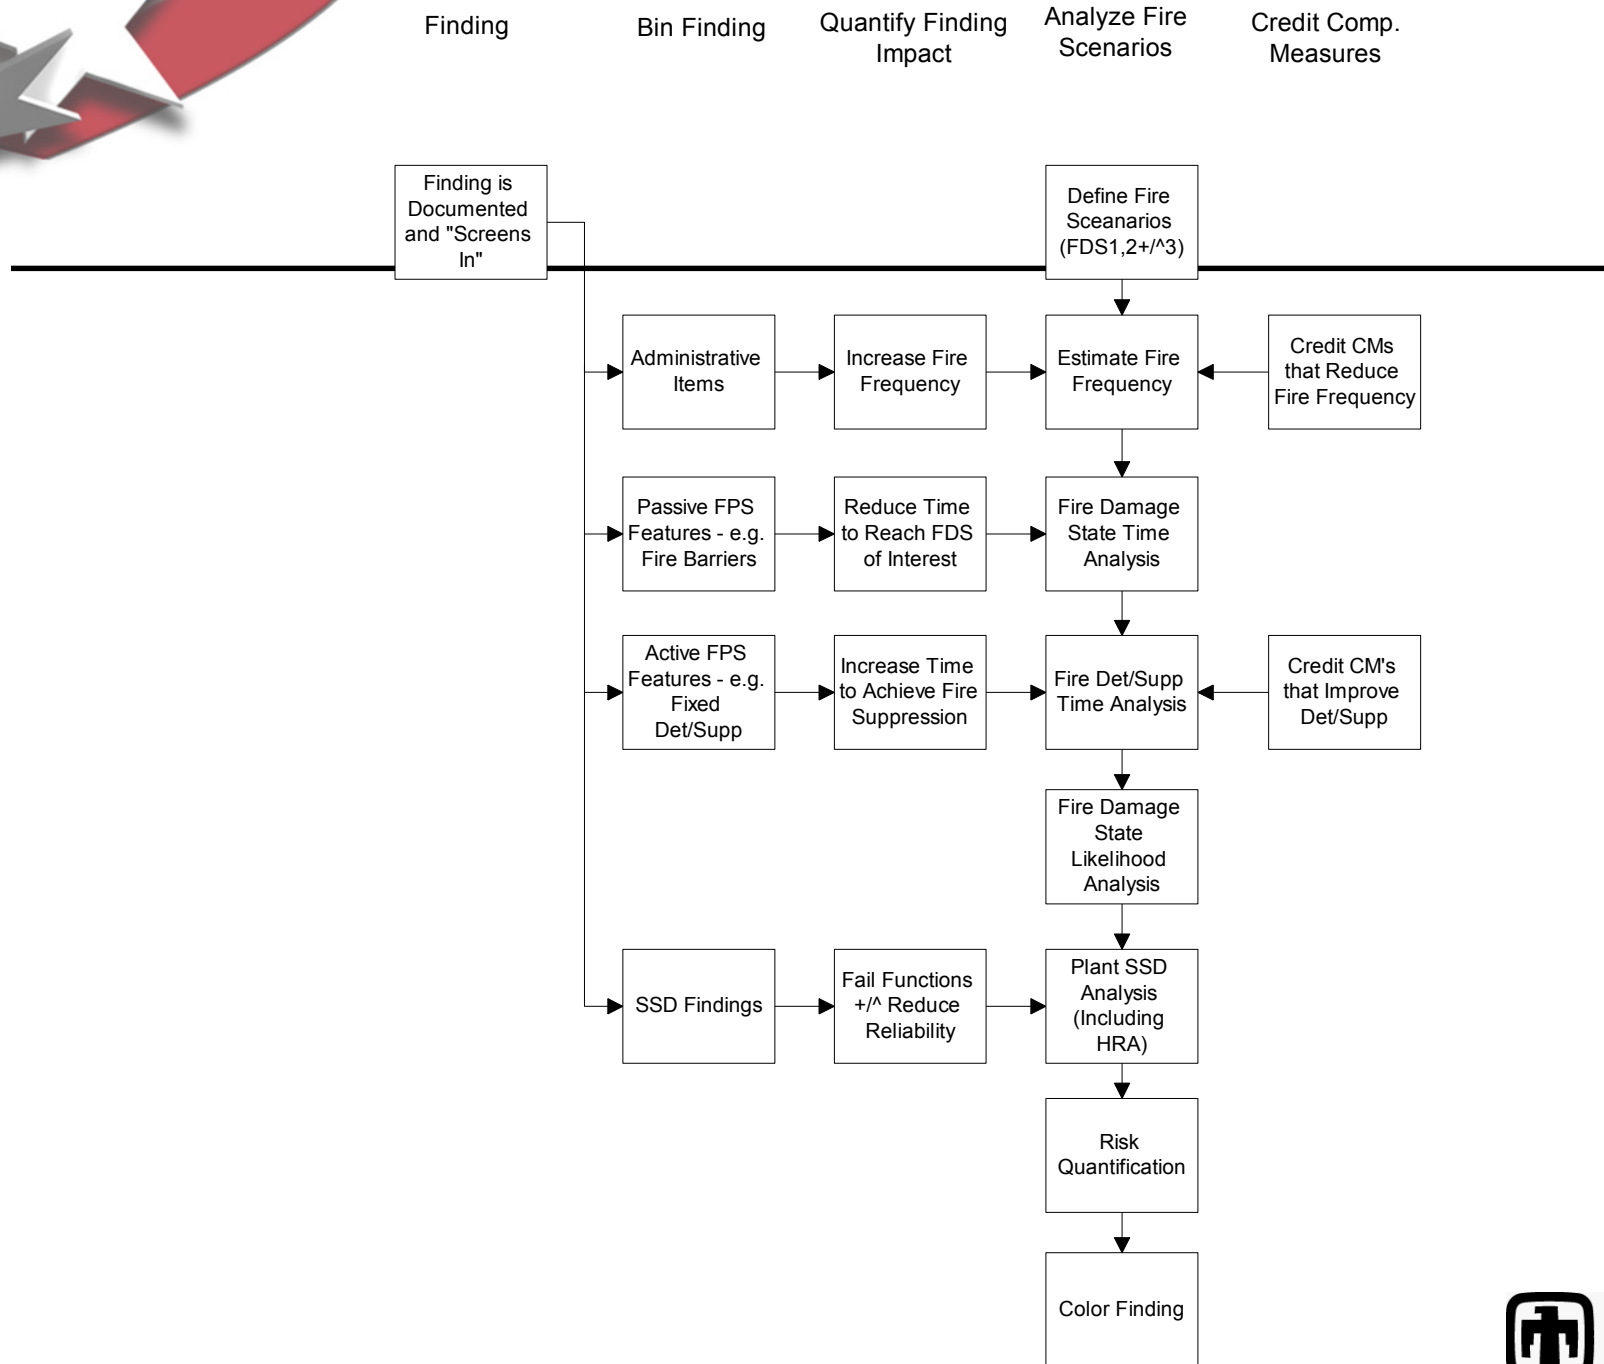 Finding
Bin Finding
Quantify Finding
Impact
Analyze Fire
Scenarios
Credit Comp.
Measures
Finding is
Documented
and "Screens
In"
Define Fire
Sceanarios
(FDS1,2+/^3)
Administrative
Items
Increase Fire
Frequency
Estimate Fire
Frequency
Credit CMs
that Reduce
Fire Frequency
Passive FPS
Features - e.g.
Fire Barriers
Reduce Time
to Reach FDS
of Interest
Fire Damage
State Time
Analysis
Active FPS
Features - e.g.
Fixed
Det/Supp
Increase Time
to Achieve Fire
Suppression
Fire Det/Supp
Time Analysis
Credit CM's
that Improve
Det/Supp
Fire Damage
State
Likelihood
Analysis
SSD Findings
Fail Functions
+/^ Reduce
Reliability
Plant SSD
Analysis
(Including
HRA)
Risk
Quantification
Color Finding